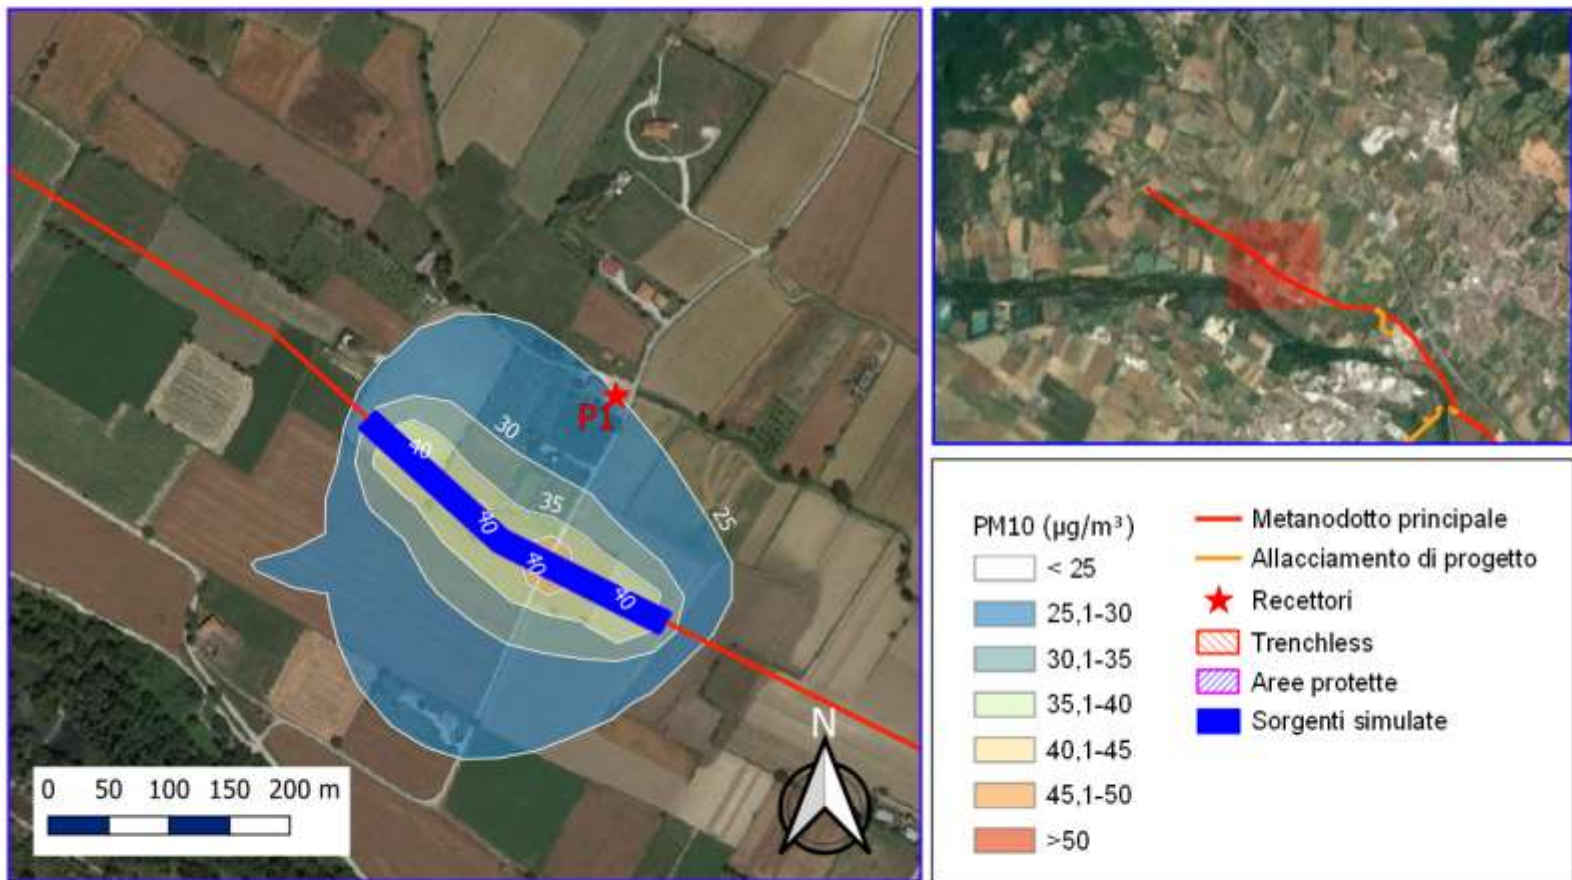 30
P1
40
35
25
40
40
40
N
0 50 100 150 200 m
PM10 (µg/m³)
< 25
25,1-30
30,1-35
35,1-40
40,1-45
45,1-50
>50
Metanodotto principale
Allacciamento di progetto
Recettori
Trenchless
Aree protette
Sorgenti simulate